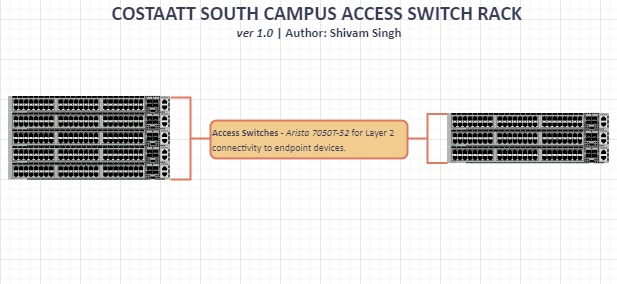 COSTAATT SOUTH CAMPUS ACCESS SWITCH RACK
ver 1.0 | Author: Shivam Singh
Access Switches - Arista 7050T-52 for Layer 2
connectivity to endpoint devices.